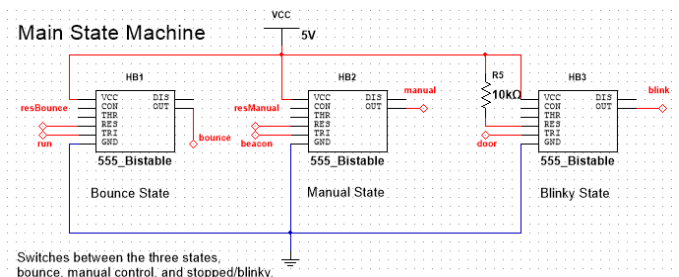 Main State Machine
VCC
5V
HB1
VCC DIS
CON OUT
THR
RES
TRI
GND
resBounce
run
bounce
555_Bistable
Bounce State
HB2
VCC DIS
CON OUT
THR
RES
TRI
GND
resManual
beacon
manual
555_Bistable
Manual State
R5
10kΩ
HB3
VCC DIS
CON OUT
THR
RES
TRI
GND
door
blink
555_Bistable
Blinky State
Switches between the three states,
bounce, manual control, and stopped/blinky.